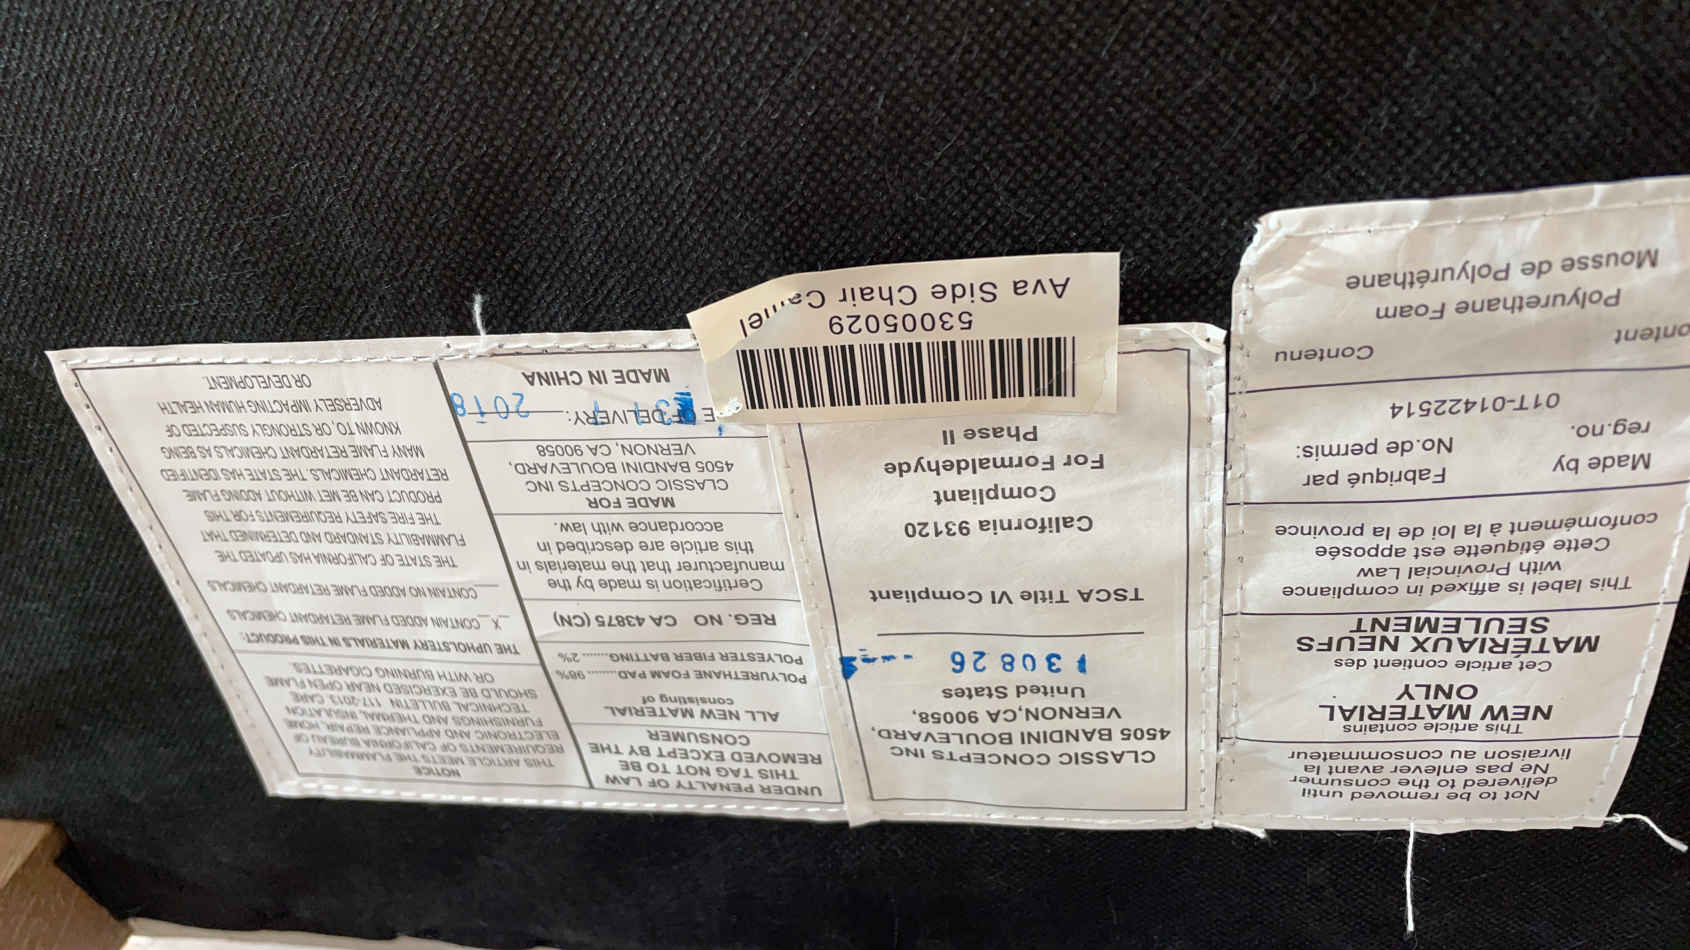 Not to be removed until
delivered to the consumer
Ne pas enlever avant la
livraison au consommateur
This article contains
NEW MATERIAL
ONLY
Cet article contient des
MATÉRIAUX NEUFS
SEULEMENT
This label is affixed in compliance
with Provincial Law
Cette étiquette est apposée
confomément à la loi de la province
Made by Fabriqué par
reg.no. No.de permis:
01T-01422514
Contenu
Polyurethane Foam
Mousse de Polyuréthane
CLASSIC CONCEPTS INC
4505 BANDINI BOULEVARD,
VERNON,CA 90058,
United States
30826
TSCA Title VI Compliant
California 93120
Compliant
For Formaldehyde
Phase II
53005029
Ava Side Chair
UNDER PENALTY OF LAW
THIS TAG NOT TO BE
REMOVED EXCEPT BY THE
CONSUMER
ALL NEW MATERIAL
consisting of
POLYURETHANE FOAM PAD........ 98%
POLYESTER FIBER BATTING....... 2%
REG. NO CA 43875 (CN)
Certification is made by the
manufacturer that the materials in
this article are described in
accordance with law.
MADE FOR
CLASSIC CONCEPTS INC
4505 BANDINI BOULEVARD,
VERNON, CA 90058
OF DELIVERY: 2018
MADE IN CHINA
NOTICE
THIS ARTICLE MEETS THE FLAMMABILITY
REQUIREMENTS OF CALIFORNIA BUREAU OF
ELECTRONIC AND APPLIANCE REPAIR, HOME
FURNISHINGS AND THERMAL INSULATION
TECHNICAL BULLETIN 117-2013. CARE
SHOULD BE EXERCISED NEAR OPEN FLAME
OR WITH BURNING CIGARETTES.
THE UPHOLSTERY MATERIALS IN THIS PRODUCT:
_X_ CONTAIN ADDED FLAME RETARDANT CHEMICALS
____ CONTAIN NO ADDED FLAME RETARDANT CHEMICALS
THE STATE OF CALIFORNIA HAS UPDATED THE
FLAMMABILITY STANDARD AND DETERMINED THAT
THE FIRE SAFETY REQUIREMENTS FOR THIS
PRODUCT CAN BE MET WITHOUT ADDING FLAME
RETARDANT CHEMICALS. THE STATE HAS IDENTIFIED
MANY FLAME RETARDANT CHEMICALS AS BEING
KNOWN TO, OR STRONGLY SUSPECTED OF
ADVERSELY IMPACTING HUMAN HEALTH
OR DEVELOPMENT.